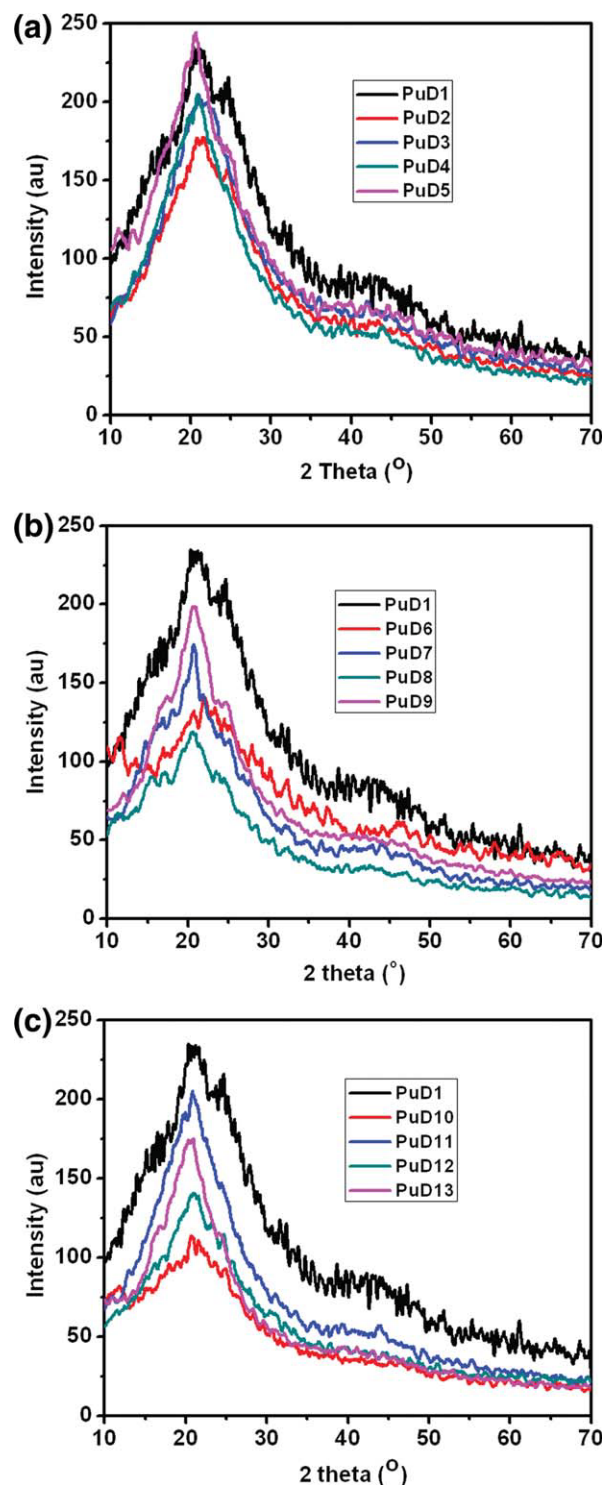 (a)
250
200
150
100
50
0
Intensity (au)
PuD1
PuD2
PuD3
PuD4
PuD5
10 20 30 40 50 60 70
2 Theta (O)
(b)
250
200
150
100
50
0
Intensity (au)
PuD1
PuD6
PuD7
PuD8
PuD9
10 20 30 40 50 60 70
2 theta (°)
(c)
250
200
150
100
50
0
Intensity (au)
PuD1
PuD10
PuD11
PuD12
PuD13
10 20 30 40 50 60 70
2 theta (O)